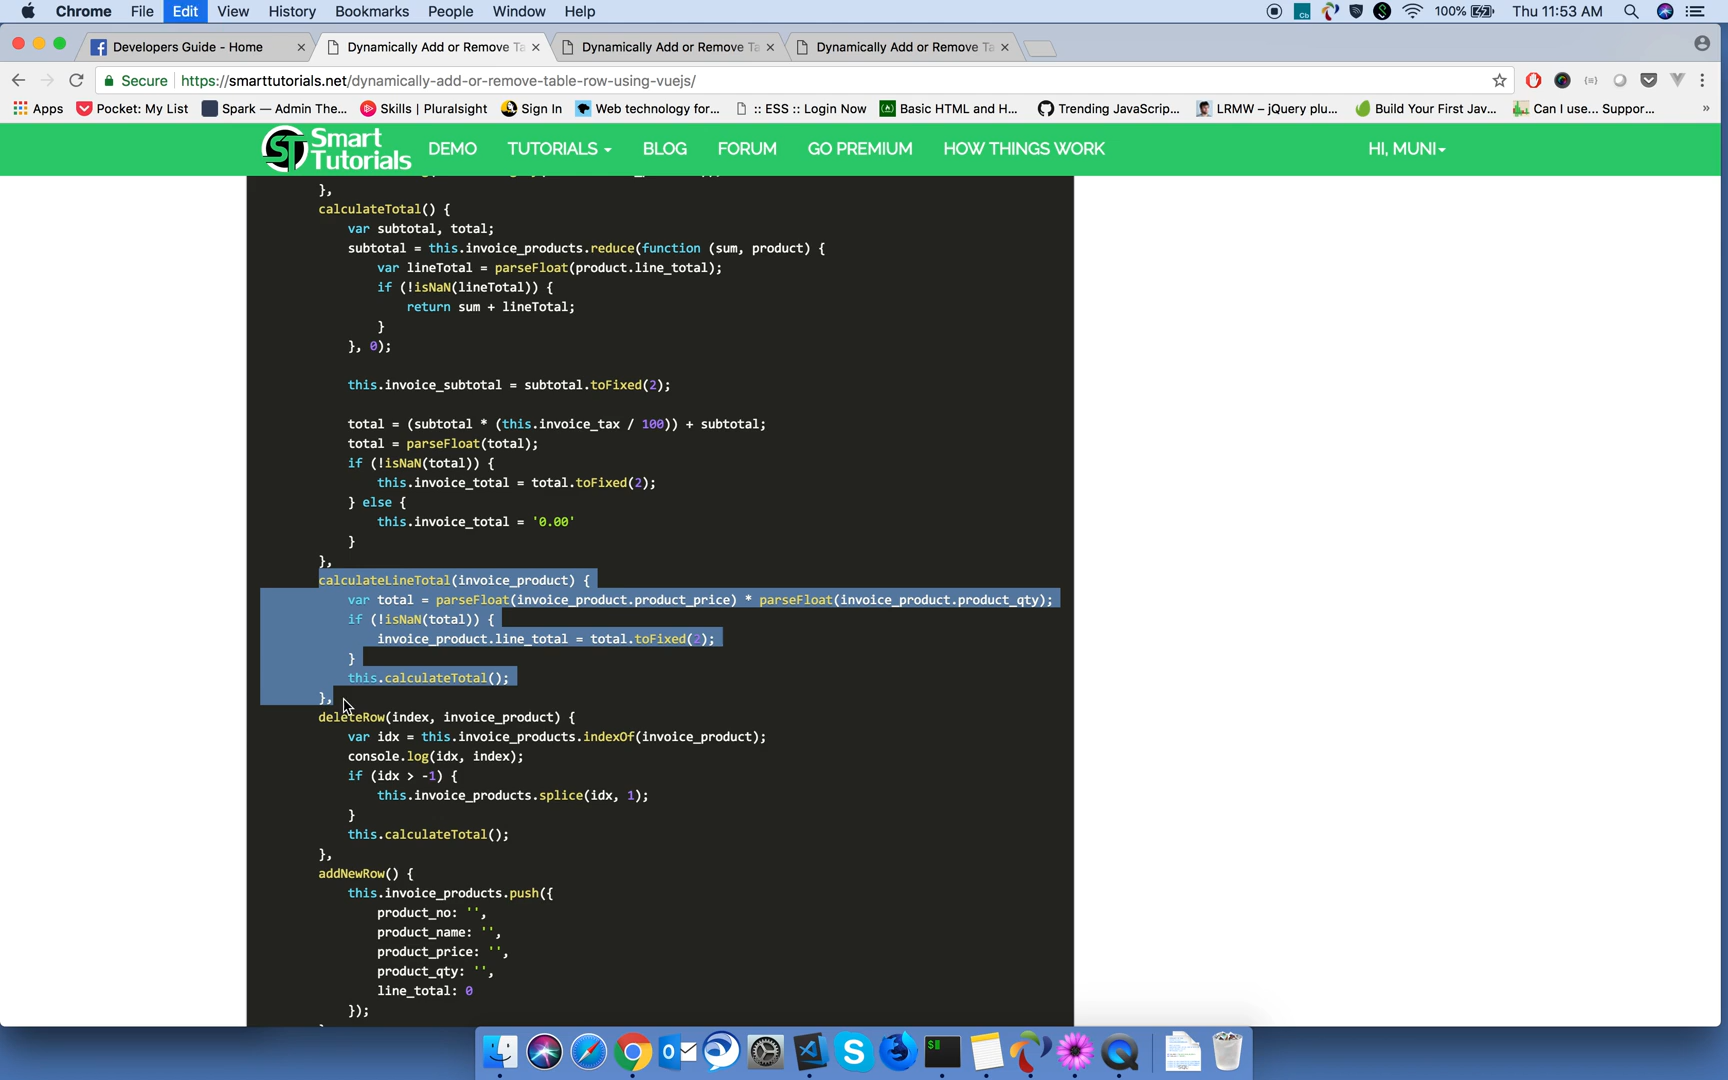 Chrome File Edit View History Bookmarks People Window Help 100% Thu 11:53 AM
Developers Guide - Home Dynamically Add or Remove Ta Dynamically Add or Remove Ta Dynamically Add or Remove Ta
Secure https://smarttutorials.net/dynamically-add-or-remove-table-row-using-vuejs/
Apps Pocket: My List Spark — Admin The... Skills | Pluralsight Sign In Web technology for... :: ESS :: Login Now Basic HTML and H... Trending JavaScrip... LRMW – jQuery plu... Build Your First Jav... Can I use... Suppor... »
ST Smart Tutorials DEMO TUTORIALS BLOG FORUM GO PREMIUM HOW THINGS WORK HI, MUNI
},
calculateTotal() {
var subtotal, total;
subtotal = this.invoice_products.reduce(function (sum, product) {
var lineTotal = parseFloat(product.line_total);
if (!isNaN(lineTotal)) {
return sum + lineTotal;
}
}, 0);
this.invoice_subtotal = subtotal.toFixed(2);
total = (subtotal * (this.invoice_tax / 100)) + subtotal;
total = parseFloat(total);
if (!isNaN(total)) {
this.invoice_total = total.toFixed(2);
} else {
this.invoice_total = '0.00'
}
},
calculateLineTotal(invoice_product) {
var total = parseFloat(invoice_product.product_price) * parseFloat(invoice_product.product_qty);
if (!isNaN(total)) {
invoice_product.line_total = total.toFixed(2);
}
this.calculateTotal();
},
deleteRow(index, invoice_product) {
var idx = this.invoice_products.indexOf(invoice_product);
console.log(idx, index);
if (idx > -1) {
this.invoice_products.splice(idx, 1);
}
this.calculateTotal();
},
addNewRow() {
this.invoice_products.push({
product_no: '',
product_name: '',
product_price: '',
product_qty: '',
line_total: 0
});